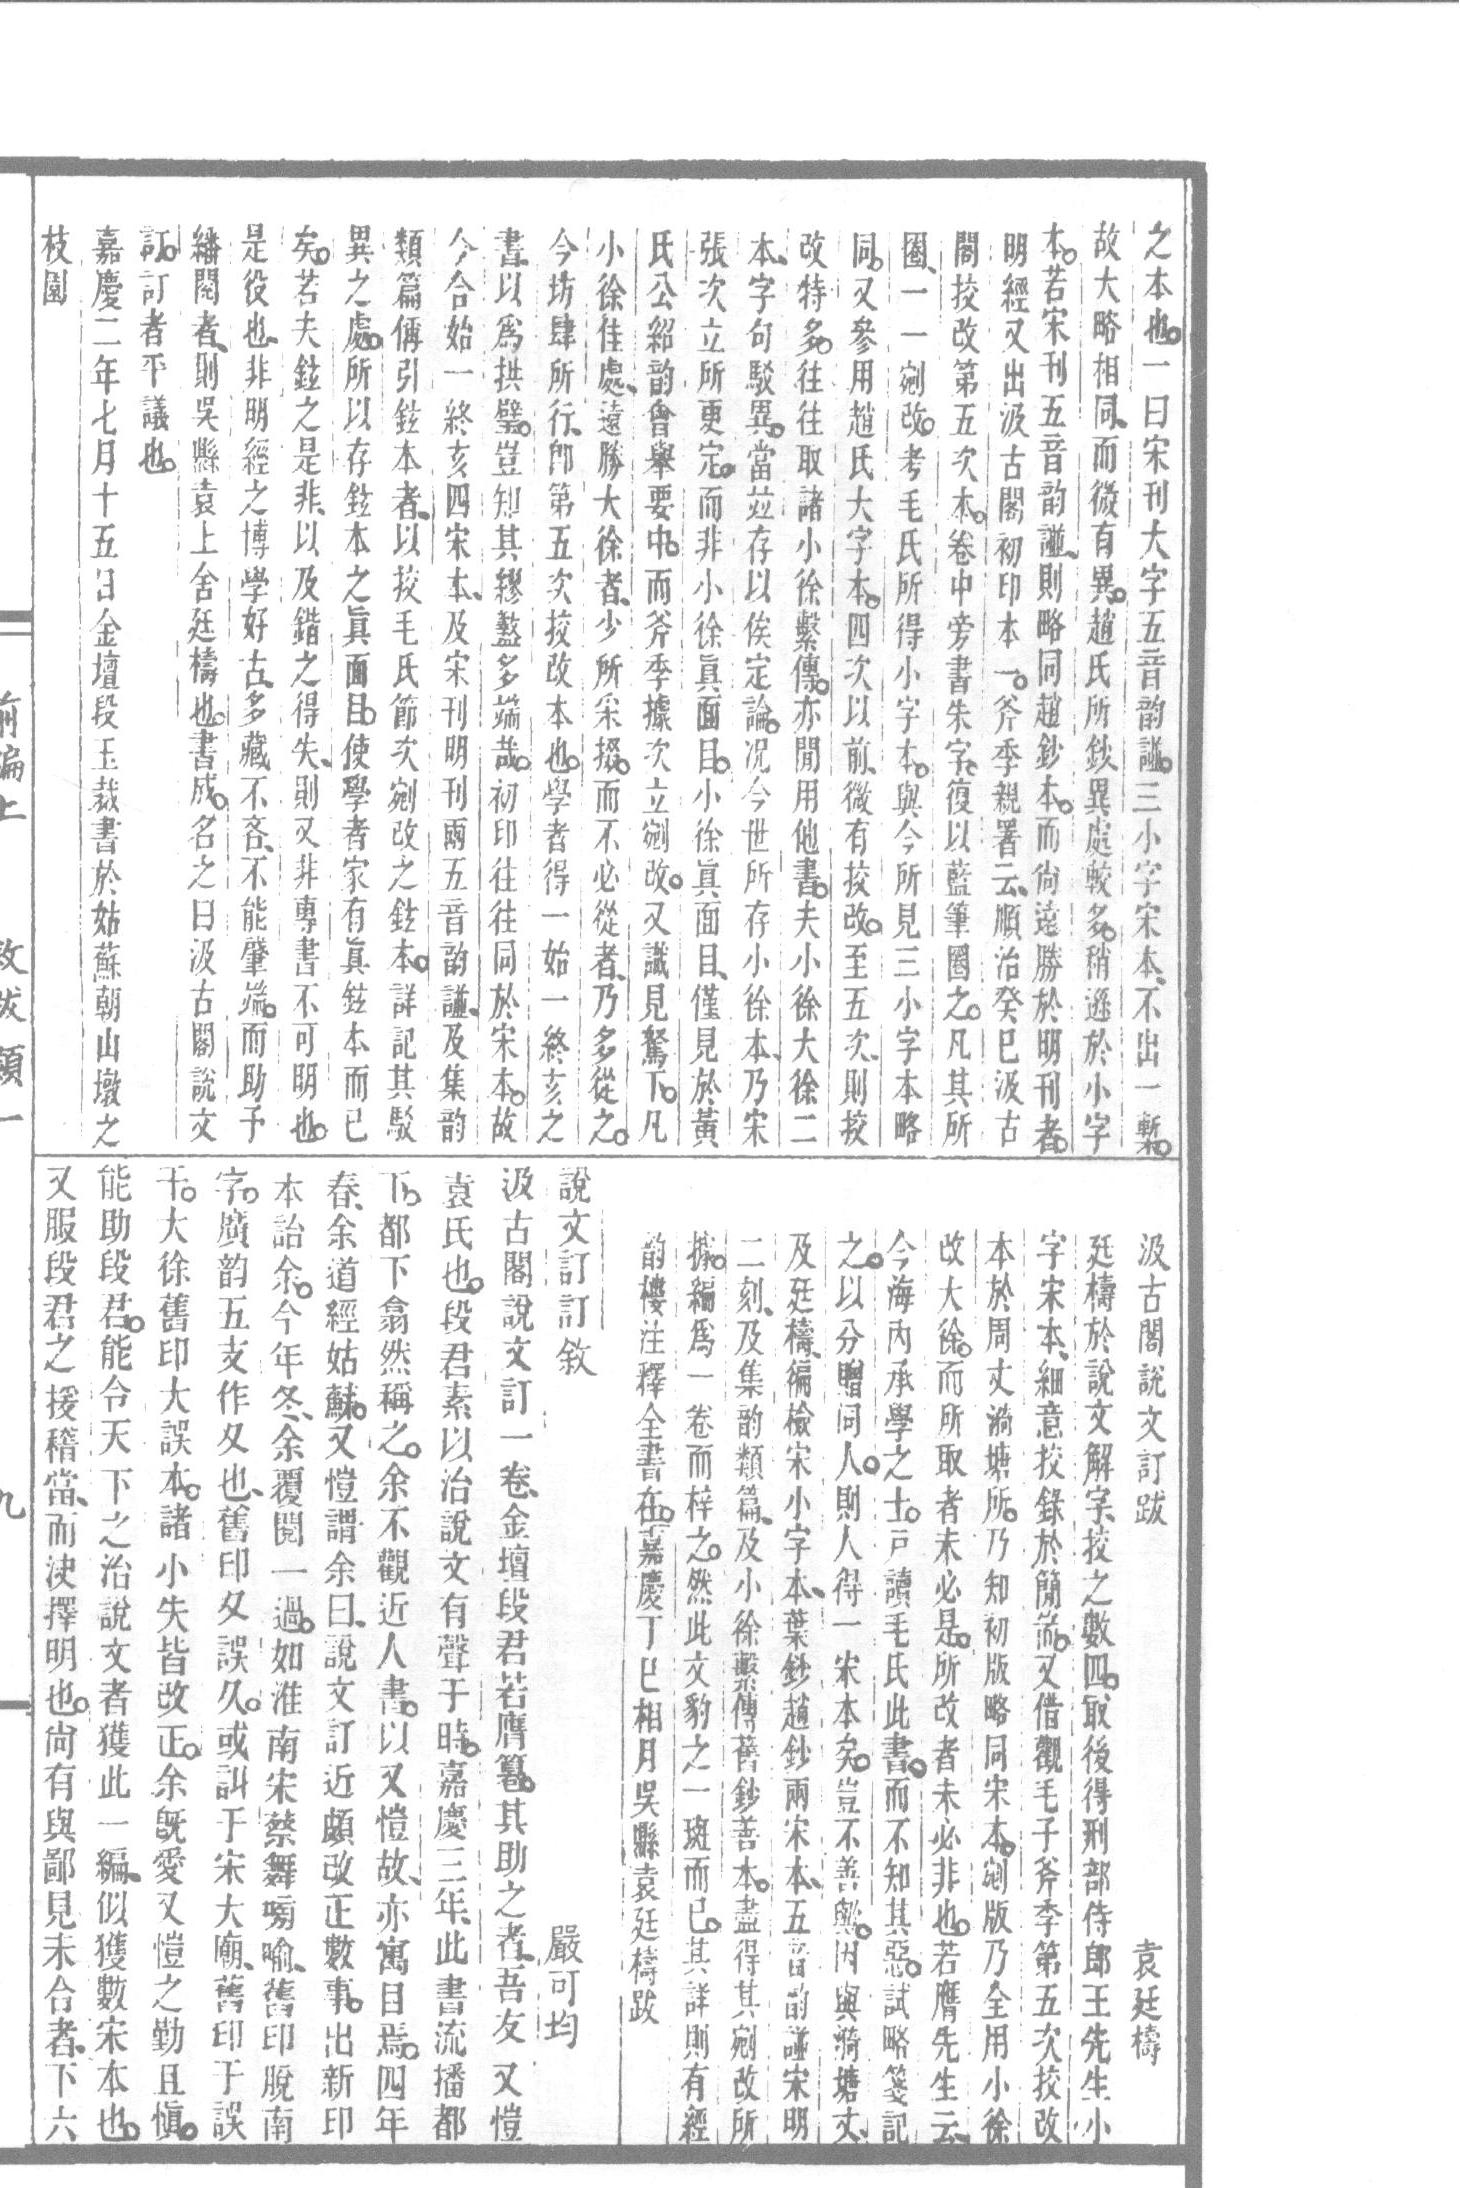 之本也。一曰宋刊大字五音韵譜。三小字宋本、不出一槧。
故大略相同、而微有異。趙氏所鈔異處較多。稍遜於小字
本。若宋刊五音韵譜、則略同趙鈔本。而尙遠勝於明刊者。
明經又出汲古閣初印本一。斧季親署云、順治癸巳汲古
閣挍改第五次本。卷中旁書朱字、復以藍筆圈之。凡其所
圈、一一剜改。考毛氏所得小字本、與今所見三小字本略
同。又參用趙氏大字本。四次以前、微有挍改。至五次、則挍
改特多。往往取諸小徐繫傳。亦閒用他書。夫小徐大徐二
本、字句駁異。當竝存以俟定論。况今世所存小徐本、乃宋
張次立所更定。而非小徐眞面目。小徐眞面目、僅見於黃
氏公紹韵會舉要中。而斧季據次立剜改。又識見駑下。凡
小徐佳處、遠勝大徐者、少所采掇。而不必從者、乃多從之。
今坊肆所行、卽第五次挍改本也。學者得一始一終亥之
書、以爲拱璧。豈知其繆盭多端哉。初印往往同於宋本。故
今合始一終亥四宋本、及宋刊明刊兩五音韵譜、及集韵
類篇偁引鉉本者、以挍毛氏節次剜改之鉉本。詳記其駁
異之處。所以存鉉本之眞面目。使學者家有眞鉉本而已
矣。若夫鉉之是非、以及鍇之得失、則又非專書不可明也。
是役也、非明經之博學好古、多藏不吝、不能肇端。而助予
繙閱者、則吳縣袁上舍廷檮也。書成。名之曰汲古閣說文
訂。訂者平議也。
嘉慶二年七月十五日金壇段玉裁書於姑蘇朝山墩之
枝園
汲古閣說文訂跋
袁廷檮
廷檮於說文解字、挍之數四。取後得刑部侍郎王先生小
字宋本、細意挍錄於簡耑。又借觀毛子斧季第五次挍改
本於周丈漪塘所。乃知初版略同宋本。剜版乃全用小徐
改大徐。而所取者未必是。所改者未必非也。若膺先生云、
今海內承學之士。戸讀毛氏此書。而不知其惡。試略箋記
之。以分贈同人。則人得一宋本矣。豈不善與。因與漪塘丈、
及廷檮、徧檢宋小字本、葉鈔趙鈔兩宋本、五音韵譜宋明
二刻、及集韵類篇、及小徐繫傳舊鈔善本。盡得其剜改所
據。編爲一卷而梓之。然此文豹之一斑而已。其詳則有經
韵樓注釋全書在。嘉慶丁巳相月吳縣袁廷檮跋
說文訂訂敘
嚴可均
汲古閣說文訂一卷、金壇段君若膺篹。其助之者、吾友又愷
袁氏也。段君素以治說文有聲于時。嘉慶三年、此書流播都
下。都下翕然稱之。余不觀近人書。以又愷故、亦寓目焉。四年
春、余道經姑蘇。又愷謂余曰、說文訂近頗改正數事。出新印
本詒余。今年冬、余覆閱一過。如淮南宋蔡舞嗙喻、舊印脫南
字。廣韵五支作夊也、舊印夊誤久。或訆于宋大廟、舊印于誤
干。大徐舊印大誤本。諸小失皆改正。余旣愛又愷之勤且愼。
能助段君。能令天下之治說文者獲此一編、似獲數宋本也。
又服段君之援稽當、而決擇明也。尙有與鄙見未合者、下六
前編上
敘跋類一
九